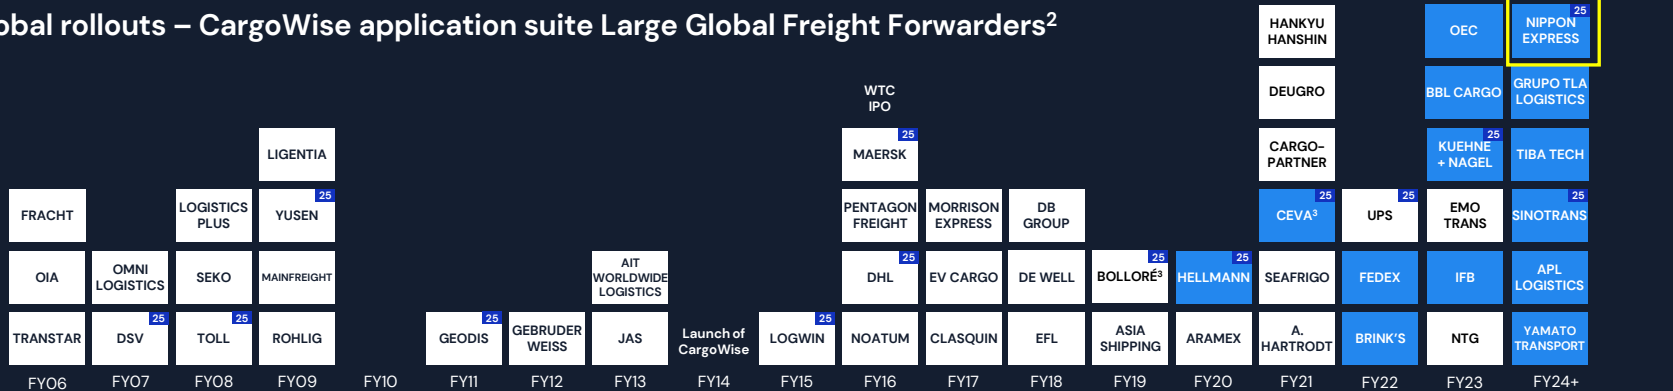 obal rollouts – CargoWise application suite Large Global Freight Forwarders²
HANKYU
HANSHIN
OEC
25
NIPPON
EXPRESS
WTC
IPO
DEUGRO
BBL CARGO
GRUPO TLA
LOGISTICS
LIGENTIA
25
MAERSK
CARGO-
PARTNER
25
KUEHNE
+ NAGEL
TIBA TECH
FRACHT
LOGISTICS
PLUS
25
YUSEN
PENTAGON
FREIGHT
MORRISON
EXPRESS
DB
GROUP
25
CEVA³
25
UPS
EMO
TRANS
25
SINOTRANS
OIA
OMNI
LOGISTICS
SEKO
MAINFREIGHT
AIT
WORLDWIDE
LOGISTICS
25
DHL
EV CARGO
DE WELL
25
BOLLORÉ³
25
HELLMANN
SEAFRIGO
FEDEX
IFB
APL
LOGISTICS
TRANSTAR
25
DSV
25
TOLL
ROHLIG
25
GEODIS
GEBRUDER
WEISS
JAS
Launch of
CargoWise
25
LOGWIN
NOATUM
CLASQUIN
EFL
ASIA
SHIPPING
ARAMEX
A.
HARTRODT
BRINK'S
NTG
YAMATO
TRANSPORT
FY06
FY07
FY08
FY09
FY10
FY11
FY12
FY13
FY14
FY15
FY16
FY17
FY18
FY19
FY20
FY21
FY22
FY23
FY24+